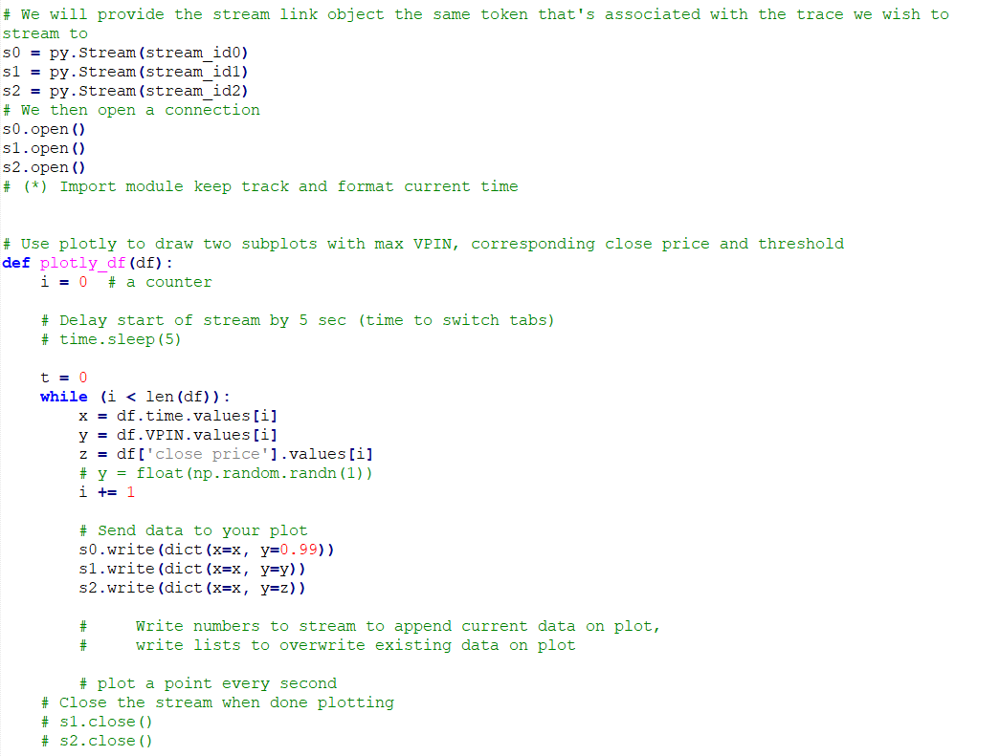 # We will provide the stream link object the same token that's associated with the trace we wish to
stream to
s0 = py.Stream(stream_id0)
s1 = py.Stream(stream_id1)
s2 = py.Stream(stream_id2)
# We then open a connection
s0.open()
s1.open()
s2.open()
# (*) Import module keep track and format current time


# Use plotly to draw two subplots with max VPIN, corresponding close price and threshold
def plotly_df(df):
    i = 0  # a counter

    # Delay start of stream by 5 sec (time to switch tabs)
    # time.sleep(5)

    t = 0
    while (i < len(df)):
        x = df.time.values[i]
        y = df.VPIN.values[i]
        z = df['close price'].values[i]
        # y = float(np.random.randn(1))
        i += 1

        # Send data to your plot
        s0.write(dict(x=x, y=0.99))
        s1.write(dict(x=x, y=y))
        s2.write(dict(x=x, y=z))

        #     Write numbers to stream to append current data on plot,
        #     write lists to overwrite existing data on plot

        # plot a point every second
    # Close the stream when done plotting
    # s1.close()
    # s2.close()